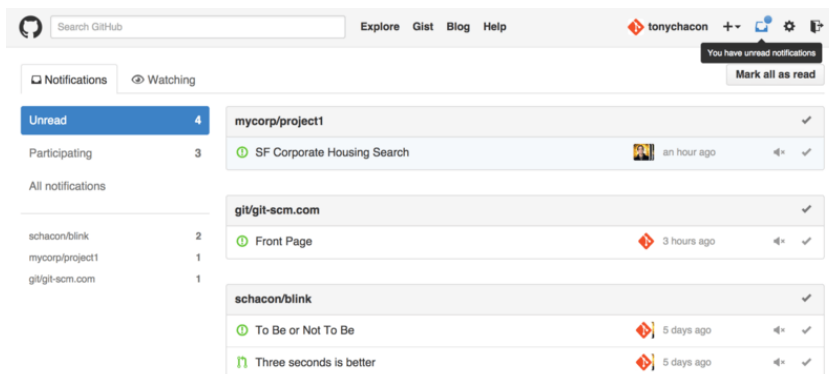 Search GitHub
Explore Gist Blog Help
tonychacon
You have unread notifications
Notifications
Watching
Mark all as read
Unread 4
Participating 3
All notifications
schacon/blink 2
mycorp/project1 1
git/git-scm.com 1
mycorp/project1
SF Corporate Housing Search an hour ago
git/git-scm.com
Front Page 3 hours ago
schacon/blink
To Be or Not To Be 5 days ago
Three seconds is better 5 days ago